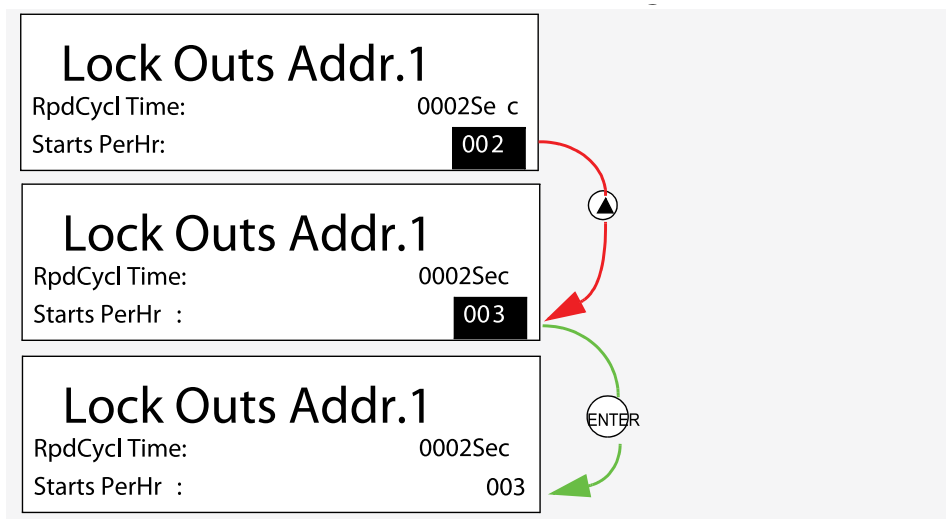 Lock Outs Addr.1
RpdCycl Time: 0002Se c
Starts PerHr: 002
Lock Outs Addr.1
RpdCycl Time: 0002Sec
Starts PerHr : 003
ENTER
Lock Outs Addr.1
RpdCycl Time: 0002Sec
Starts PerHr : 003